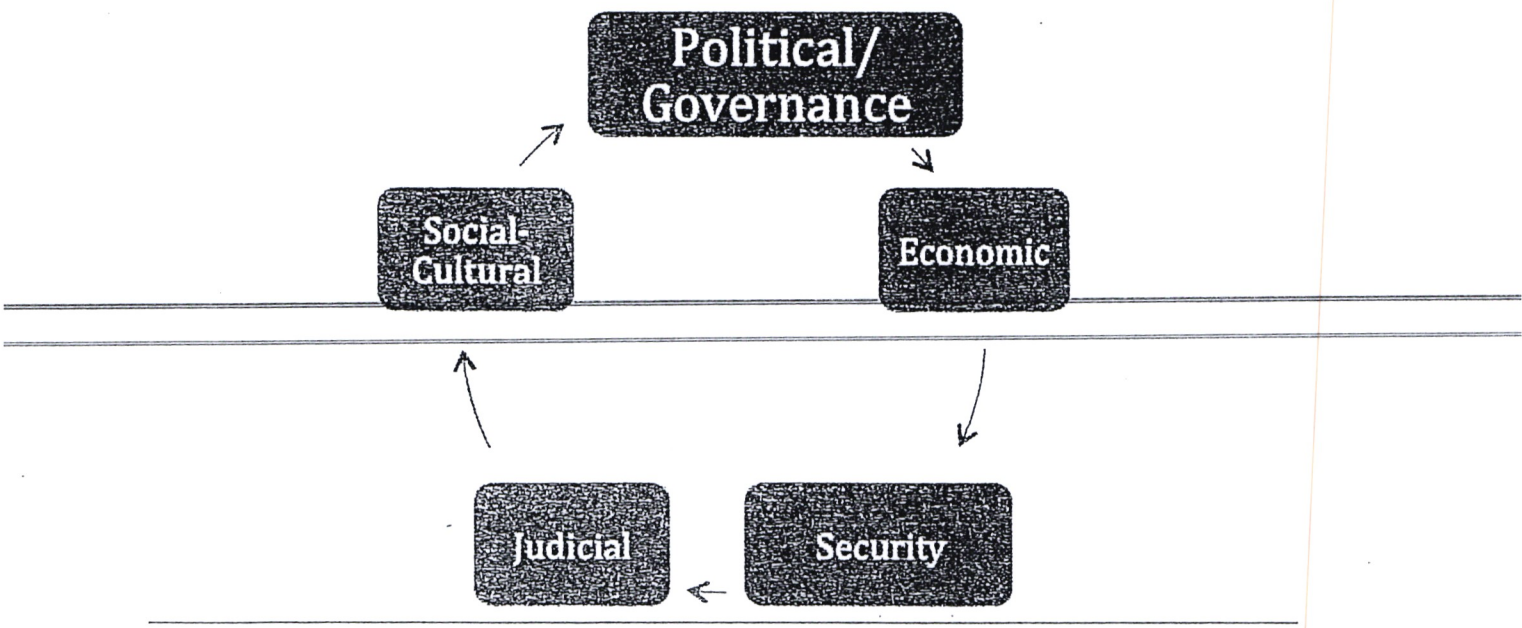 Political/
Governance
Social-
Cultural
Economic
Judicial
Security